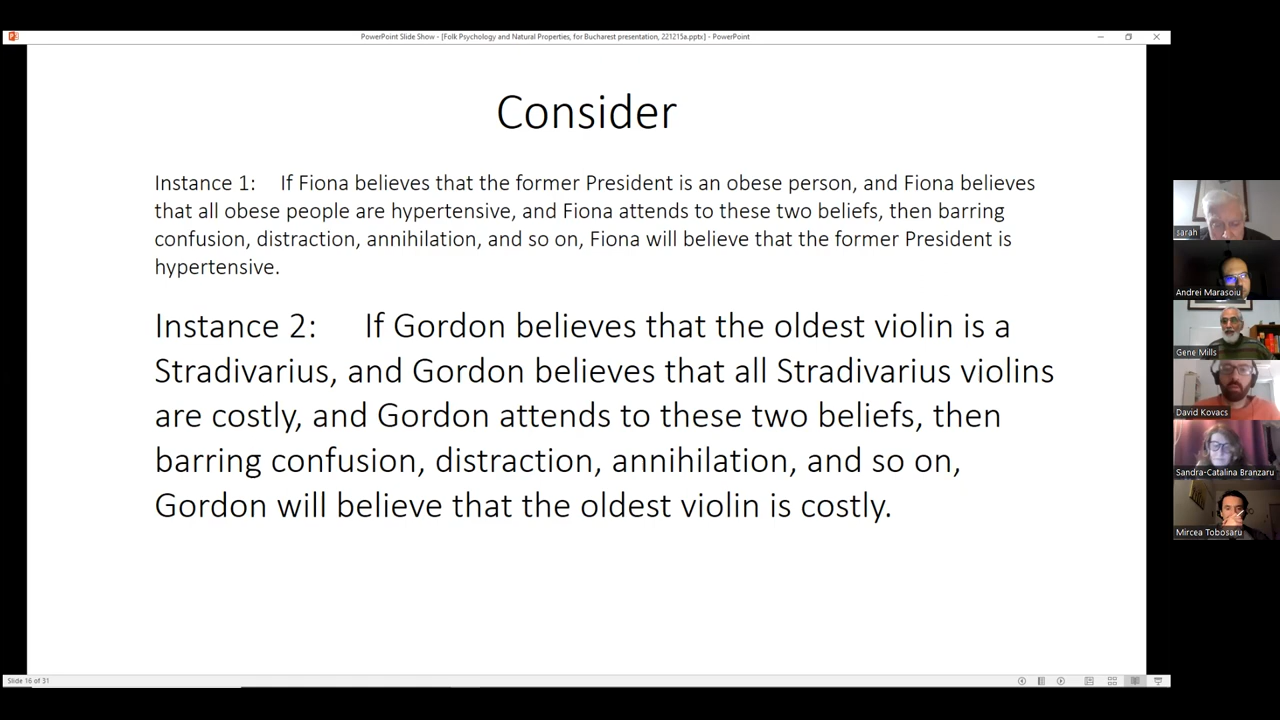 PowerPoint Slide Show - [Folk Psychology and Natural Properties, for Bucharest presentation, 221215a.pptx] - PowerPoint
Consider
Instance 1: If Fiona believes that the former President is an obese person, and Fiona believes
that all obese people are hypertensive, and Fiona attends to these two beliefs, then barring
confusion, distraction, annihilation, and so on, Fiona will believe that the former President is
hypertensive.
Instance 2: If Gordon believes that the oldest violin is a
Stradivarius, and Gordon believes that all Stradivarius violins
are costly, and Gordon attends to these two beliefs, then
barring confusion, distraction, annihilation, and so on,
Gordon will believe that the oldest violin is costly.
sarah
Andrei Marasoiu
Gene Mills
David Kovacs
Sandra-Catalina Branzaru
Mircea Tobosaru
Slide 16 of 31